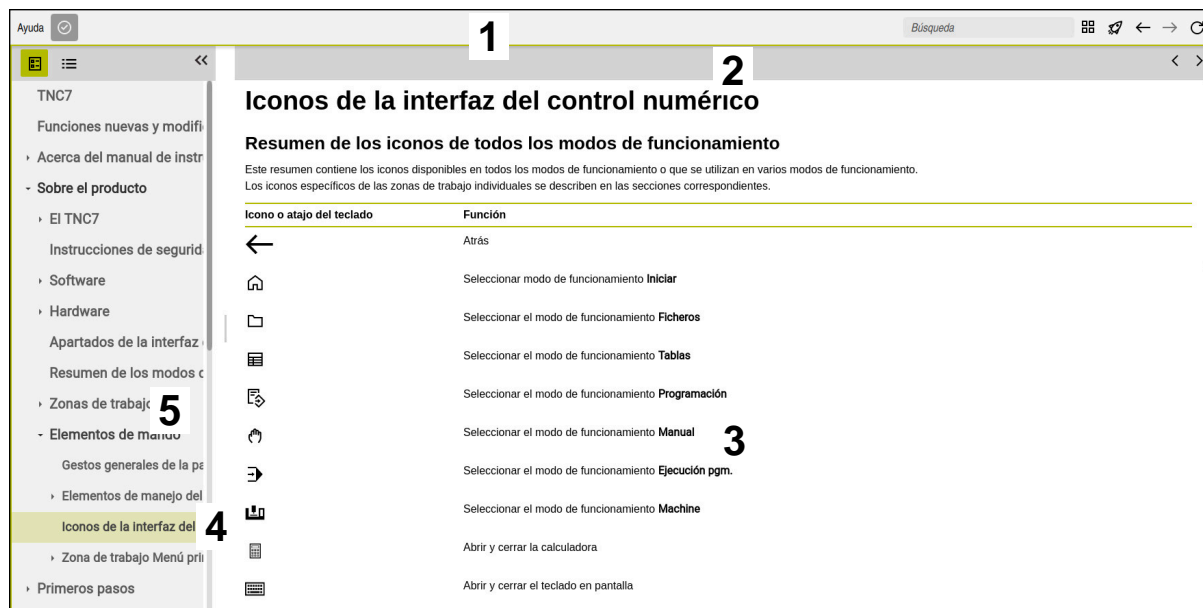 Ayuda
1
Búsqueda
2
TNC7
Funciones nuevas y modifi
Acerca del manual de instr
Sobre el producto
El TNC7
Instrucciones de segurid
Software
Hardware
Apartados de la interfaz
Resumen de los modos
Zonas de trabajo
5
Elementos de mando
Gestos generales de la pa
Elementos de manejo del
Iconos de la interfaz del
4
Zona de trabajo Menú prin
Primeros pasos
Iconos de la interfaz del control numérico
Resumen de los iconos de todos los modos de funcionamiento
Este resumen contiene los iconos disponibles en todos los modos de funcionamiento o que se utilizan en varios modos de funcionamiento.
Los iconos específicos de las zonas de trabajo individuales se describen en las secciones correspondientes.
Icono o atajo del teclado Función
Atrás
Seleccionar modo de funcionamiento Iniciar
Seleccionar el modo de funcionamiento Ficheros
Seleccionar el modo de funcionamiento Tablas
Seleccionar el modo de funcionamiento Programación
Seleccionar el modo de funcionamiento Manual
3
Seleccionar el modo de funcionamiento Ejecución pgm.
Seleccionar el modo de funcionamiento Machine
Abrir y cerrar la calculadora
Abrir y cerrar el teclado en pantalla